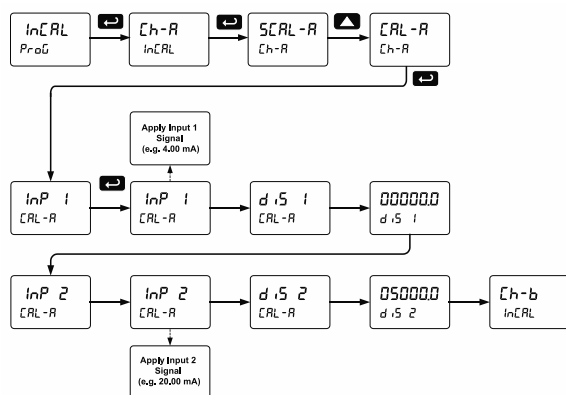 InCAL
ProG
Ch-A
InCAL
SCAL-A
Ch-A
CAL-A
Ch-A
Apply Input 1
Signal
(e.g. 4.00 mA)
InP 1
CAL-A
InP 1
CAL-A
diS 1
CAL-A
00000.0
diS 1
InP 2
CAL-A
InP 2
CAL-A
diS 2
CAL-A
05000.0
diS 2
Ch-b
InCAL
Apply Input 2
Signal
(e.g. 20.00 mA)